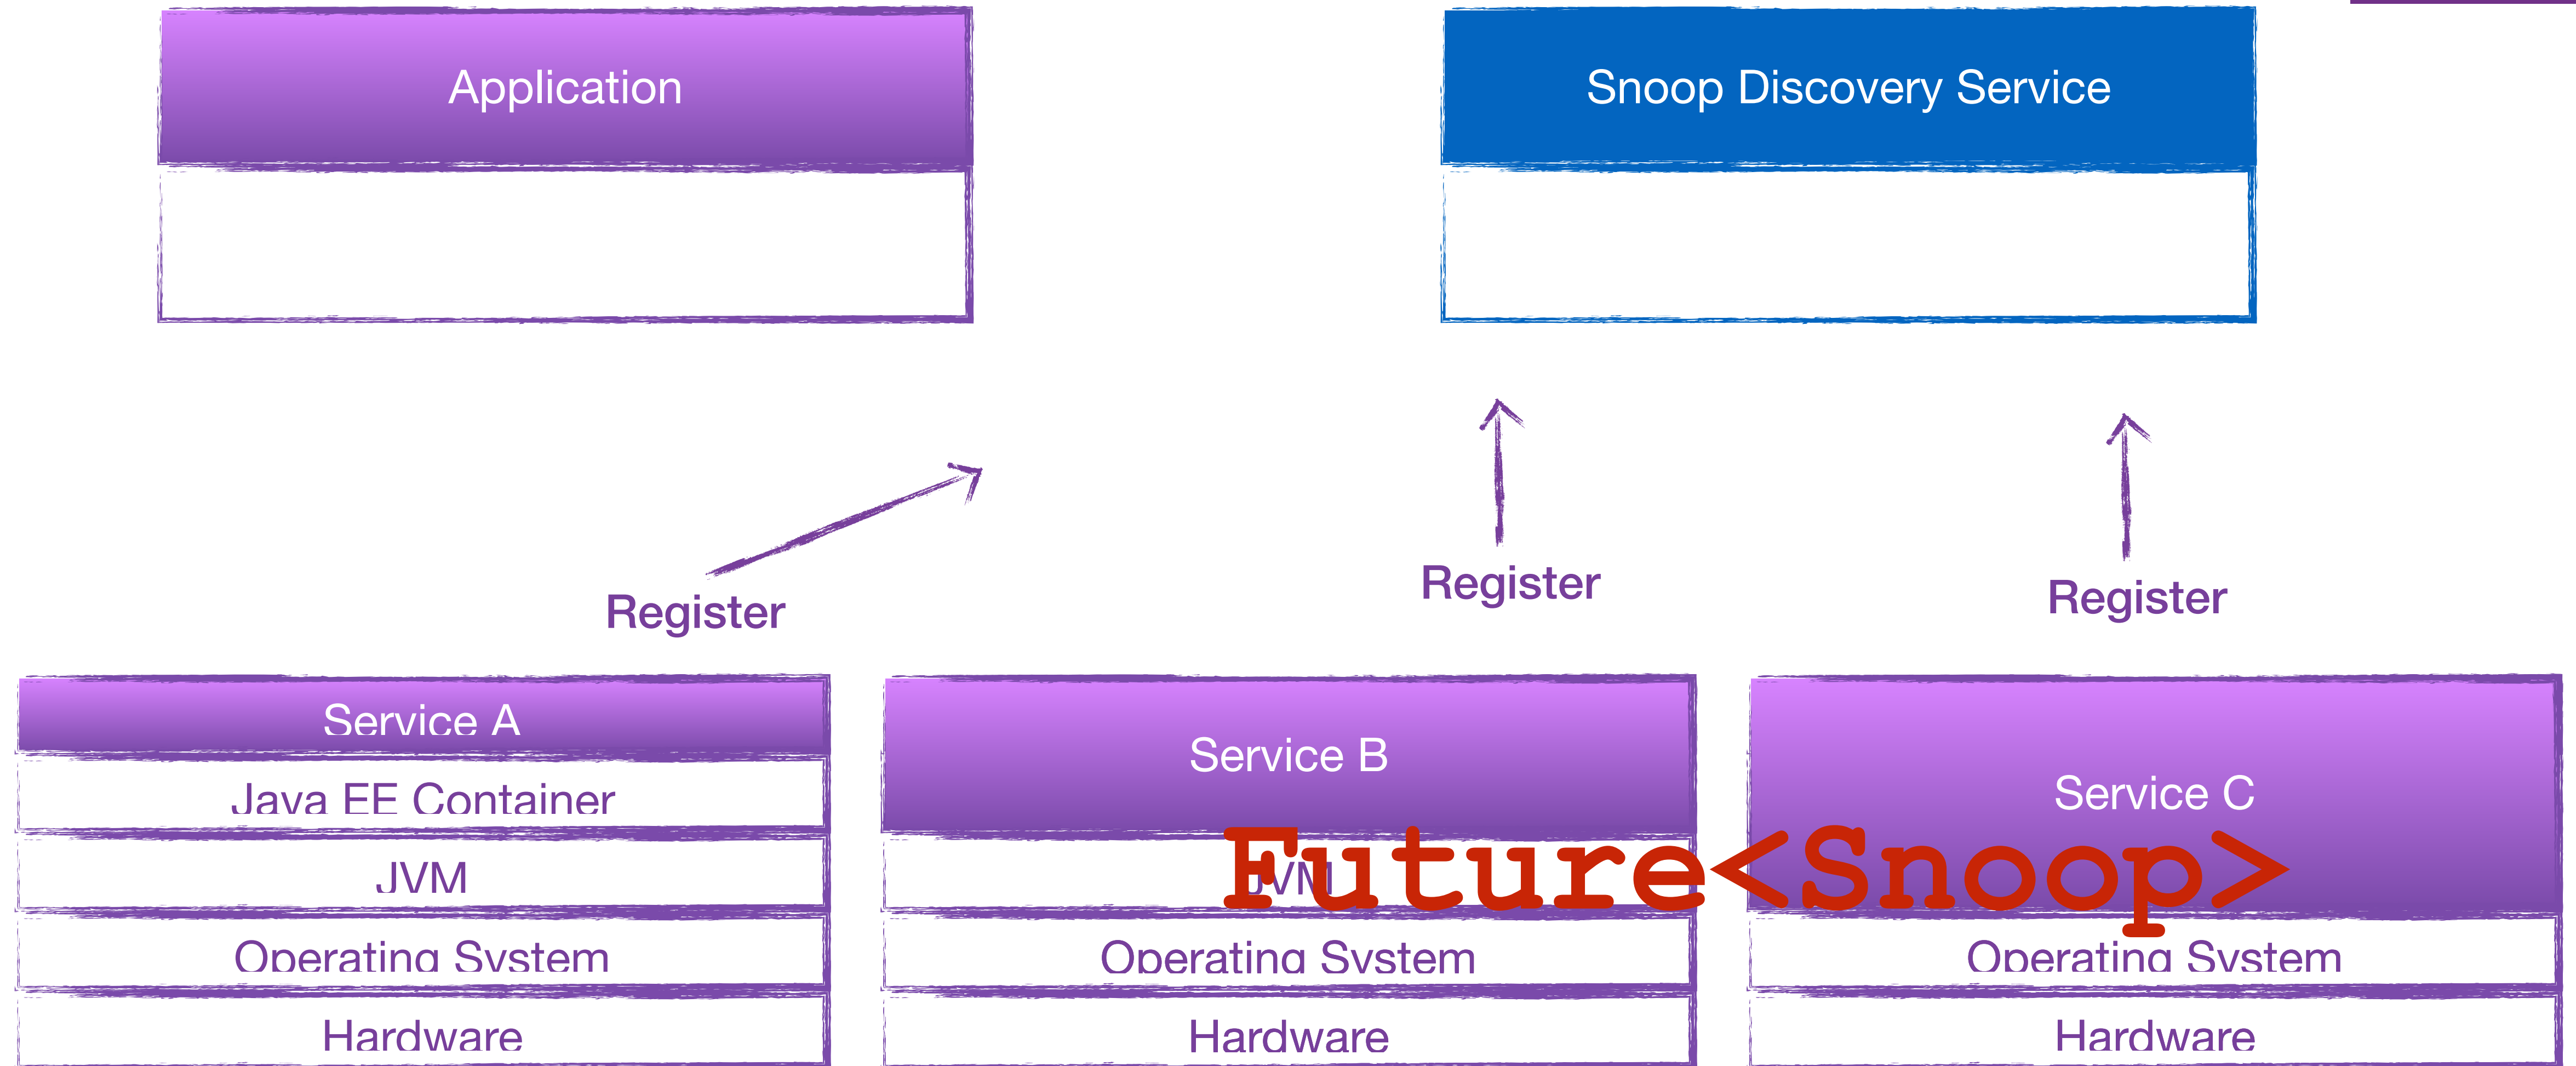 Application
Snoop Discovery Service
Register
Register
Register
Service A
Java EE Container
JVM
Operating System
Hardware
Service B
JVM
Operating System
Hardware
Service C
Operating System
Hardware
Future<Snoop>